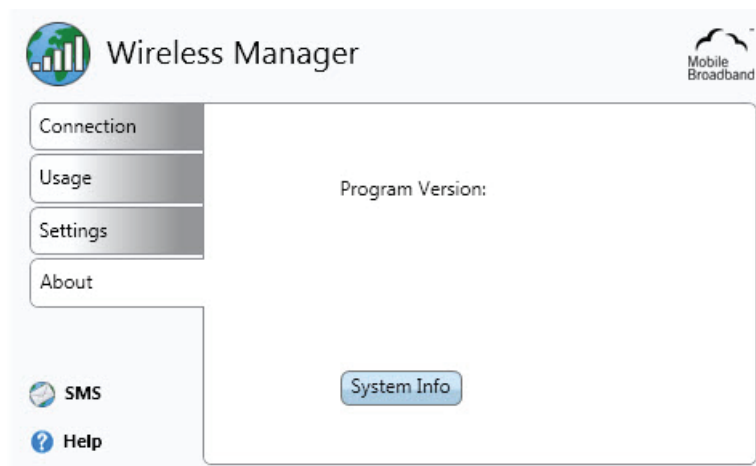 Wireless Manager
Mobile
Broadband
Connection
Usage
Settings
About
Program Version:
System Info
SMS
Help